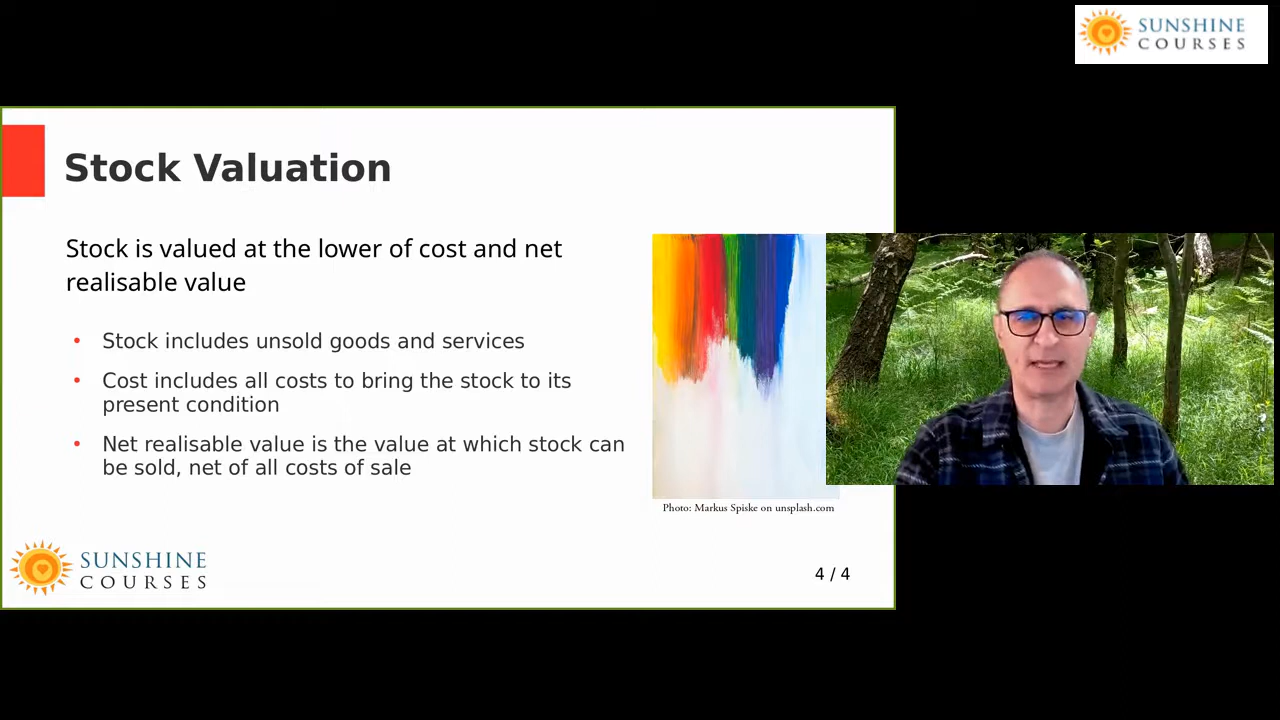 SUNSHINE
COURSES
Stock Valuation
Stock is valued at the lower of cost and net
realisable value
• Stock includes unsold goods and services
• Cost includes all costs to bring the stock to its
present condition
• Net realisable value is the value at which stock can
be sold, net of all costs of sale
Photo: Markus Spiske on unsplash.com
SUNSHINE
COURSES
4 / 4